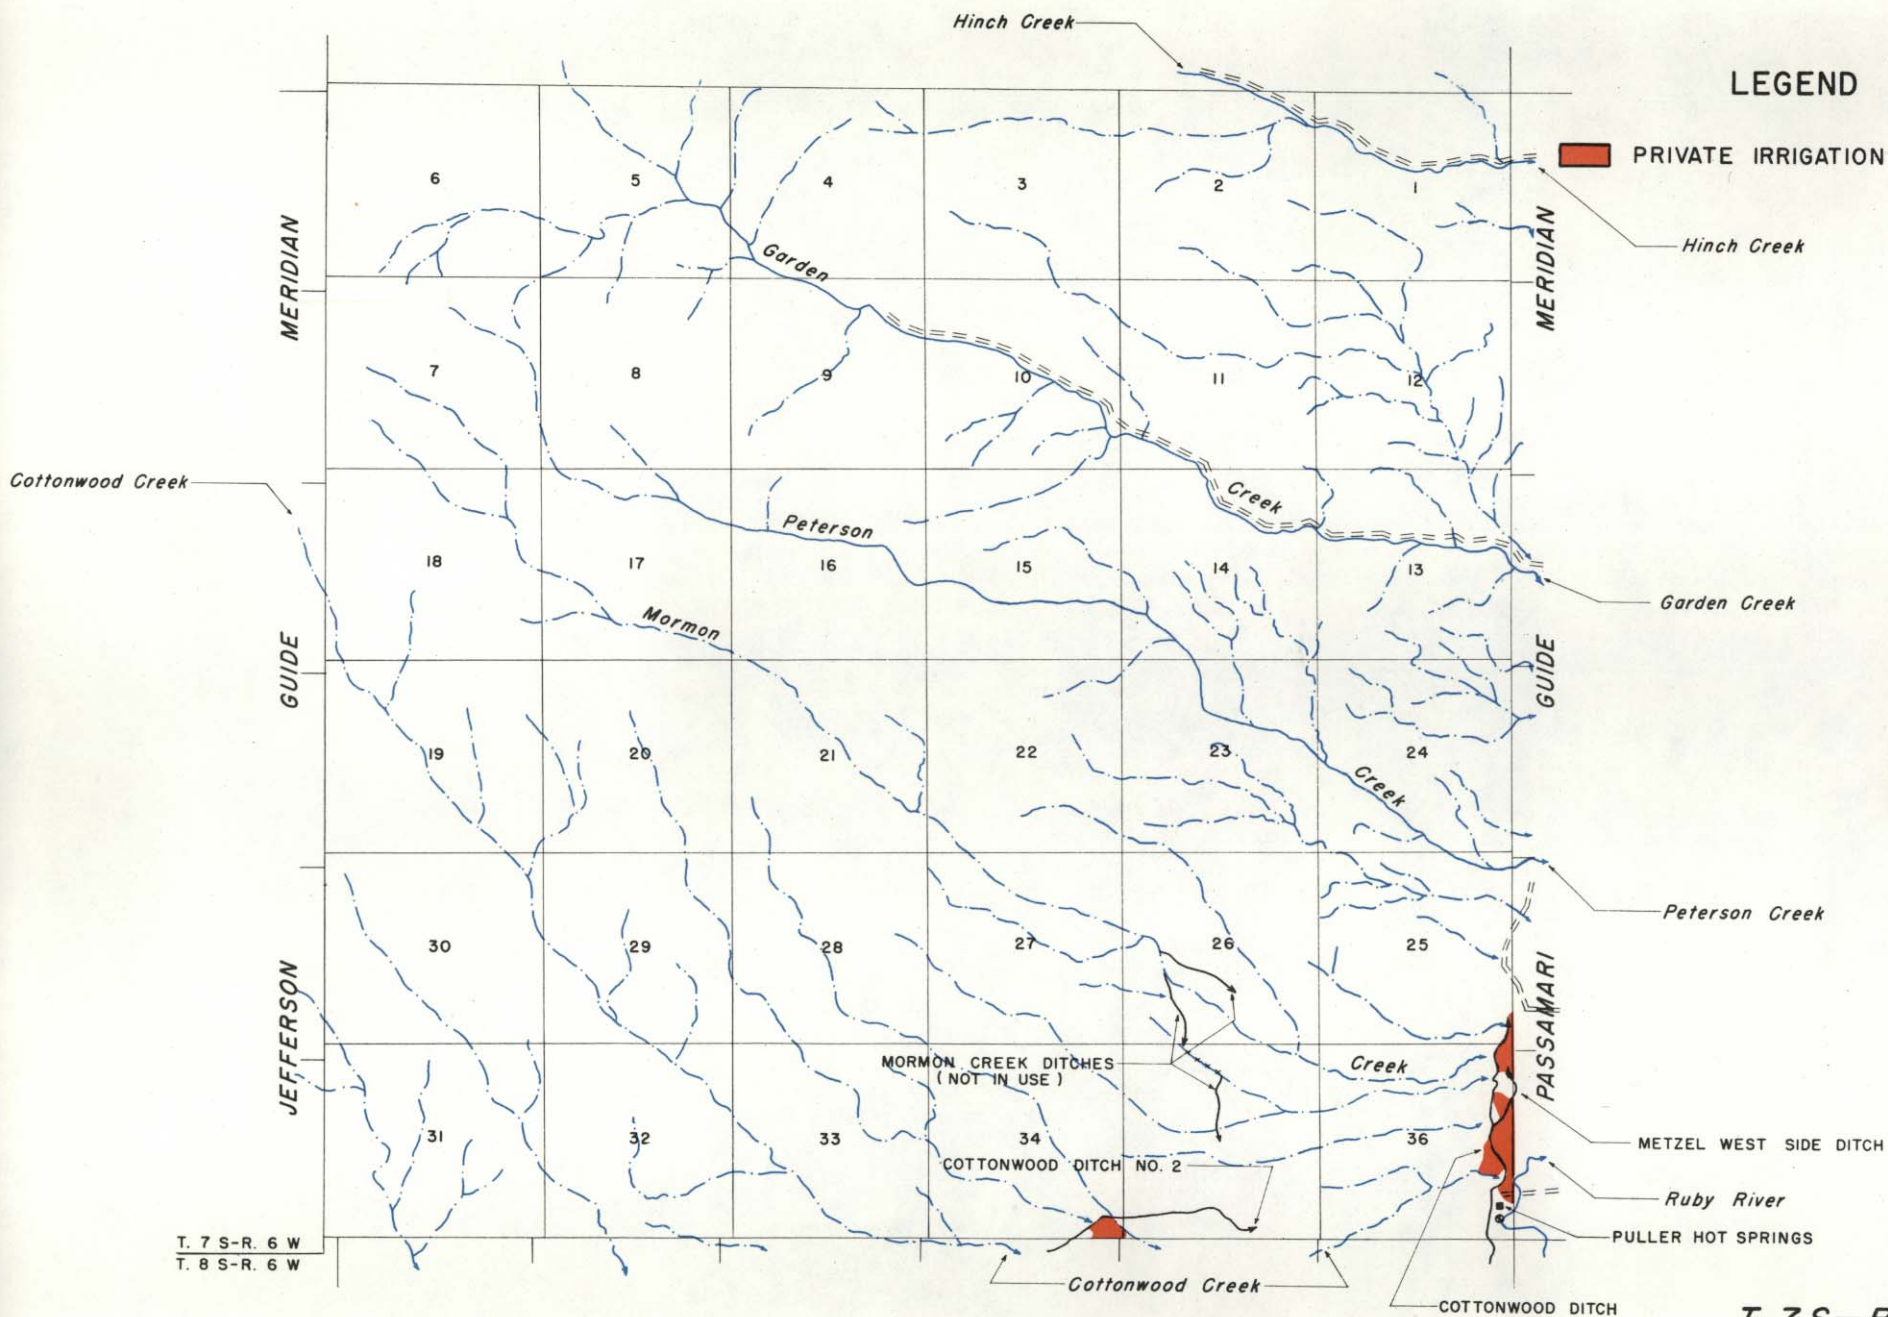 Hinch Creek
LEGEND
PRIVATE IRRIGATION
6
5
4
3
2
1
MERIDIAN
MERIDIAN
Hinch Creek
Garden
7
8
9
10
11
12
Cottonwood Creek
Creek
Peterson
18
17
16
15
14
13
Garden Creek
Mormon
GUIDE
GUIDE
19
20
21
22
23
24
Creek
Peterson Creek
30
29
28
27
26
25
JEFFERSON
PASSAMARI
MORMON CREEK DITCHES
( NOT IN USE )
Creek
31
32
33
34
36
METZEL WEST SIDE DITCH
COTTONWOOD DITCH NO. 2
Ruby River
PULLER HOT SPRINGS
T. 7 S-R. 6 W
T. 8 S-R. 6 W
Cottonwood Creek
COTTONWOOD DITCH